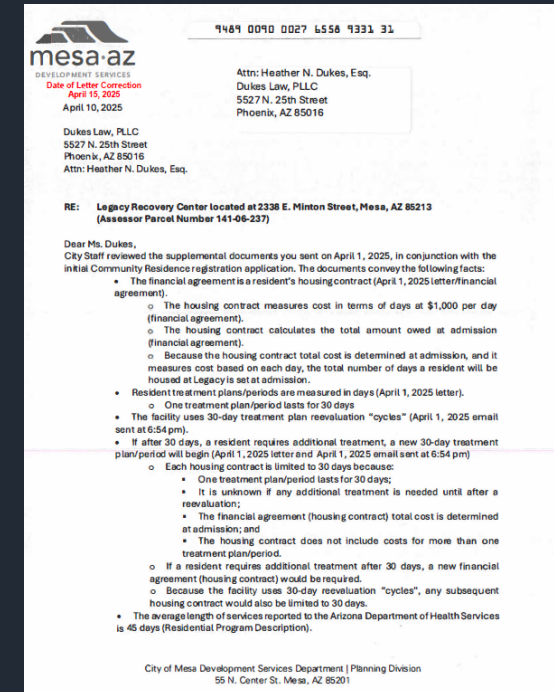 9489 0090 0027 6558 9331 31
mesa·az
DEVELOPMENT SERVICES
Date of Letter Correction
April 15, 2025
April 10, 2025
Attn: Heather N. Dukes, Esq.
Dukes Law, PLLC
5527 N. 25th Street
Phoenix, AZ 85016
Dukes Law, PLLC
5527 N. 25th Street
Phoenix, AZ 85016
Attn: Heather N. Dukes, Esq.
RE: Legacy Recovery Center located at 2338 E. Minton Street, Mesa, AZ 85213
(Assessor Parcel Number 141-06-237)
Dear Ms. Dukes,
City Staff reviewed the supplemental documents you sent on April 1, 2025, in conjunction with the
initial Community Residence registration application. The documents convey the following facts:
• The financial agreement is a resident's housing contract (April 1, 2025 letter/financial
agreement).
o The housing contract measures cost in terms of days at $1,000 per day
(financial agreement).
o The housing contract calculates the total amount owed at admission
(financial agreement).
o Because the housing contract total cost is determined at admission, and it
measures cost based on each day, the total number of days a resident will be
housed at Legacy is set at admission.
• Resident treatment plans/periods are measured in days (April 1, 2025 letter).
o One treatment plan/period lasts for 30 days
• The facility uses 30-day treatment plan reevaluation "cycles" (April 1, 2025 email
sent at 6:54 pm).
• If after 30 days, a resident requires additional treatment, a new 30-day treatment
plan/period will begin (April 1, 2025 letter and April 1, 2025 email sent at 6:54 pm)
o Each housing contract is limited to 30 days because:
▪ One treatment plan/period lasts for 30 days;
▪ It is unknown if any additional treatment is needed until after a
reevaluation;
▪ The financial agreement (housing contract) total cost is determined
at admission; and
▪ The housing contract does not include costs for more than one
treatment plan/period.
o If a resident requires additional treatment after 30 days, a new financial
agreement (housing contract) would be required.
o Because the facility uses 30-day reevaluation "cycles", any subsequent
housing contract would also be limited to 30 days.
• The average length of services reported to the Arizona Department of Health Services
is 45 days (Residential Program Description).
City of Mesa Development Services Department | Planning Division
55 N. Center St. Mesa, AZ 85201